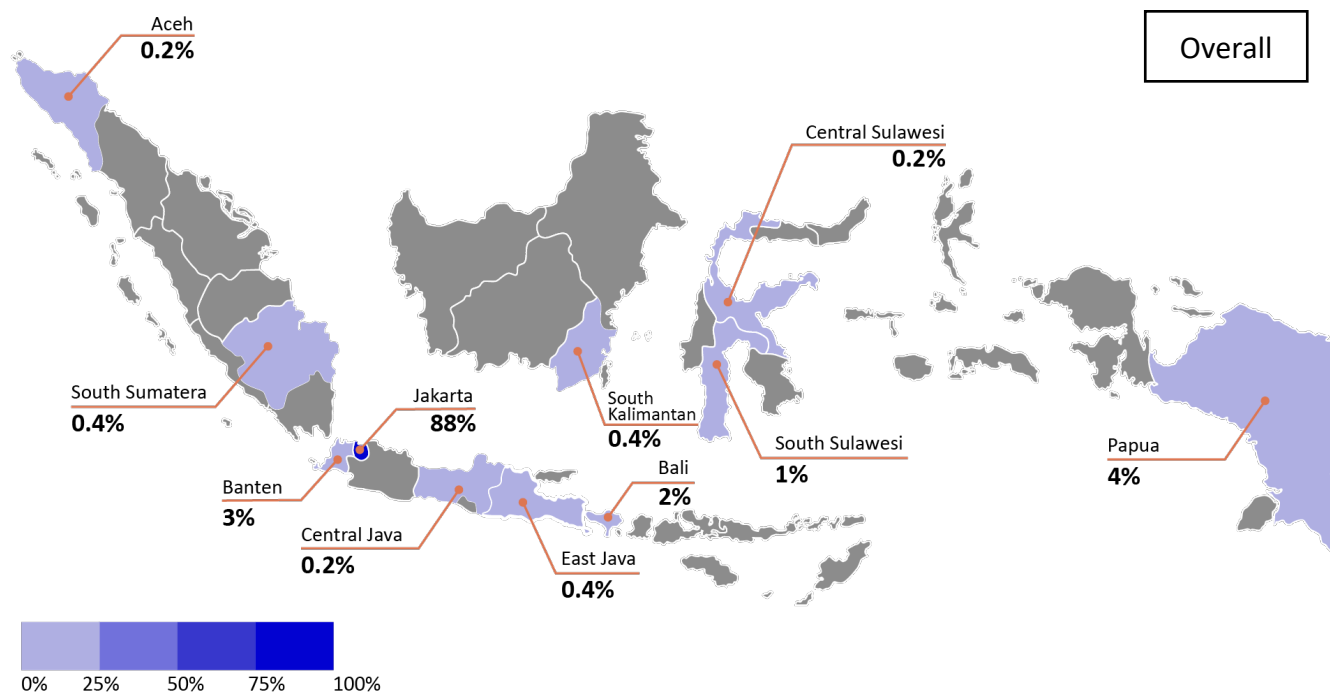 Overall
Aceh
0.2%
Central Sulawesi
0.2%
South Sumatera
0.4%
Jakarta
88%
South
Kalimantan
0.4%
South Sulawesi
1%
Papua
4%
Banten
3%
Bali
2%
Central Java
0.2%
East Java
0.4%
0% 25% 50% 75% 100%